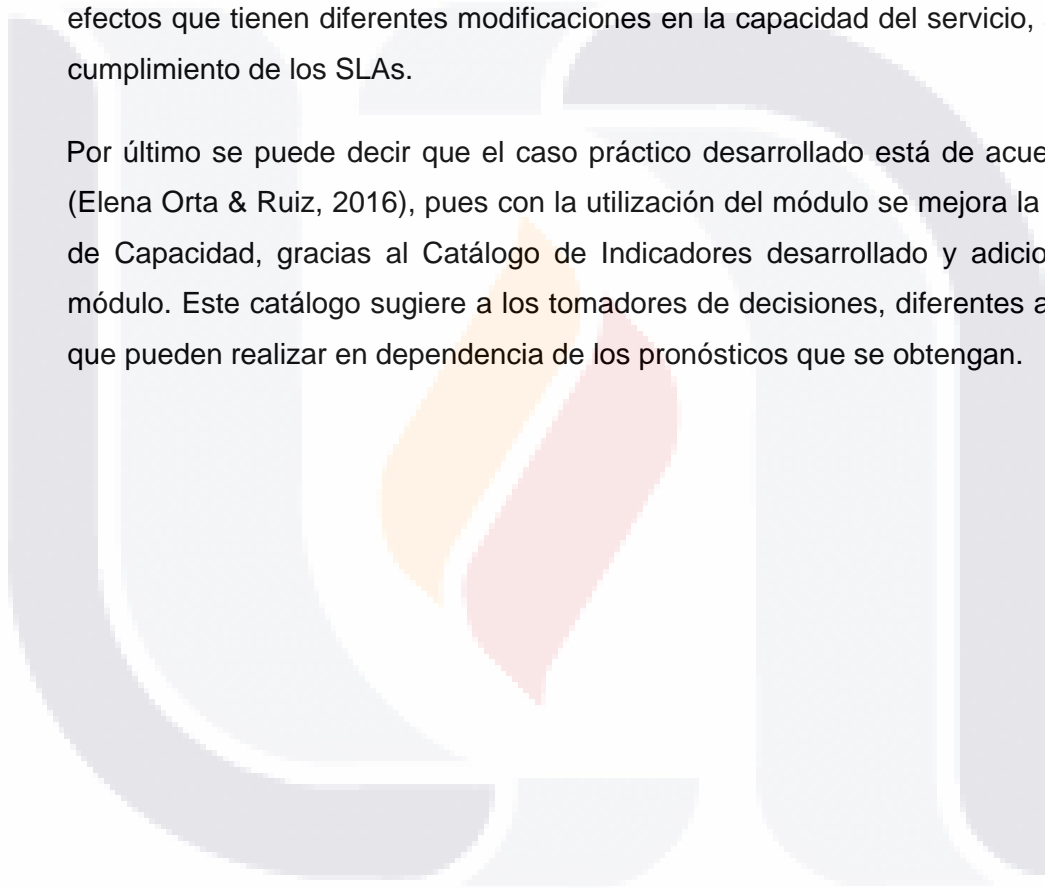 efectos que tienen diferentes modificaciones en la capacidad del servicio,
cumplimiento de los SLAs.
Por último se puede decir que el caso práctico desarrollado está de
(Elena Orta & Ruiz, 2016), pues con la utilización del módulo se mejora la
de Capacidad, gracias al Catálogo de Indicadores desarrollado y
módulo. Este catálogo sugiere a los tomadores de decisiones, diferentes
que pueden realizar en dependencia de los pronósticos que se obtengan.